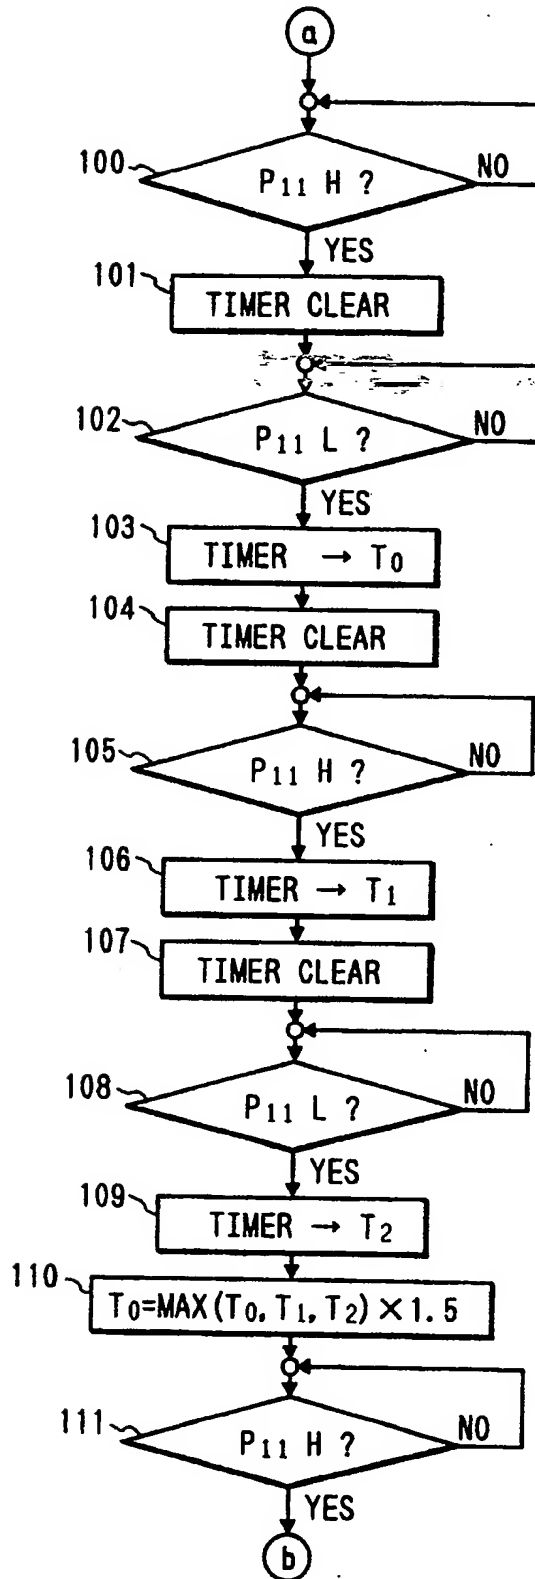 a
100
P₁₁ H ?
NO
YES
101
TIMER CLEAR
102
P₁₁ L ?
NO
YES
103
TIMER → T₀
104
TIMER CLEAR
105
P₁₁ H ?
NO
YES
106
TIMER → T₁
107
TIMER CLEAR
108
P₁₁ L ?
NO
YES
109
TIMER → T₂
110
T₀=MAX(T₀, T₁, T₂) × 1.5
111
P₁₁ H ?
NO
YES
b